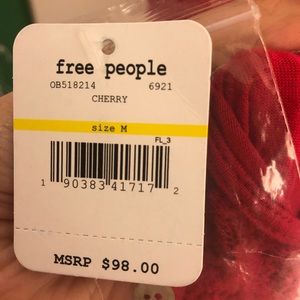 free people
OB518214 6921
CHERRY
size M
FL_3
1 90383 41717 2
MSRP $98.00